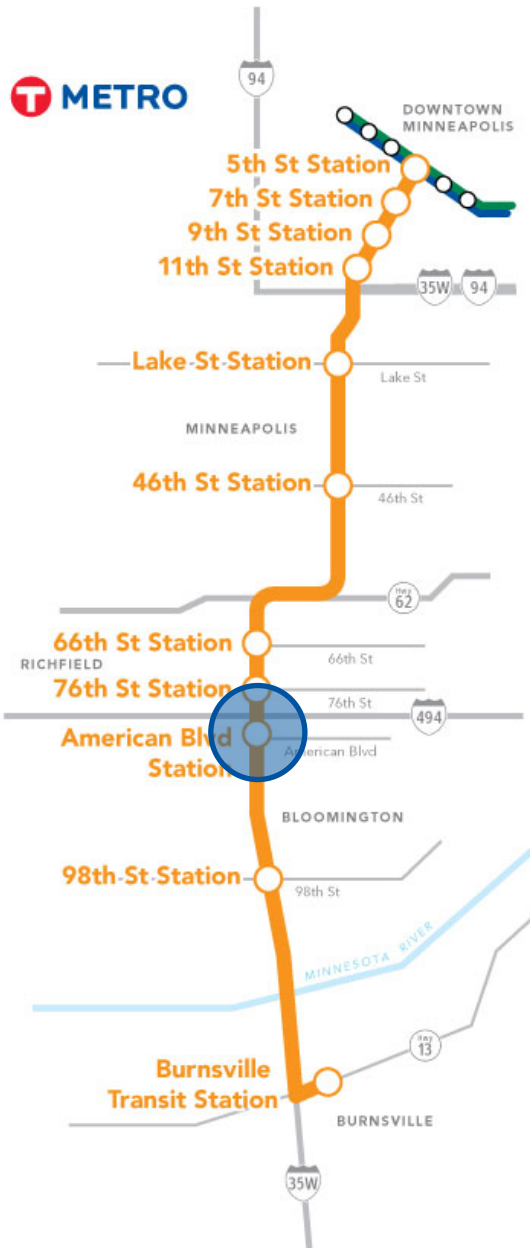 94
T METRO
DOWNTOWN
MINNEAPOLIS
5th St Station
7th St Station
9th St Station
11th St Station
35W
94
Lake St Station
Lake St
MINNEAPOLIS
46th St Station
46th St
Hwy
62
66th St Station
RICHFIELD
66th St
76th St Station
76th St
494
American Blvd
Station
American Blvd
BLOOMINGTON
98th St Station
98th St
MINNESOTA RIVER
Hwy
13
Burnsville
Transit Station
BURNSVILLE
35W